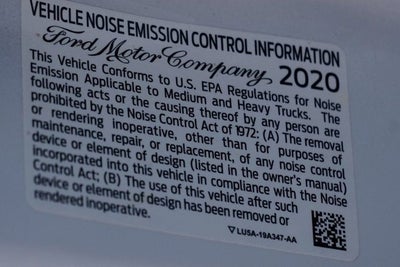 VEHICLE NOISE EMISSION CONTROL INFORMATION
Ford Motor Company 2020
This Vehicle Conforms to U.S. EPA Regulations for Noise
Emission Applicable to Medium and Heavy Trucks. The
following acts or the causing thereof by any person are
prohibited by the Noise Control Act of 1972: (A) The removal
or rendering inoperative, other than for purposes of
maintenance, repair, or replacement, of any noise control
device or element of design (listed in the owner's manual)
incorporated into this vehicle in compliance with the Noise
Control Act; (B) The use of this vehicle after such
device or element of design has been removed or
rendered inoperative.
LU5A-19A347-AA